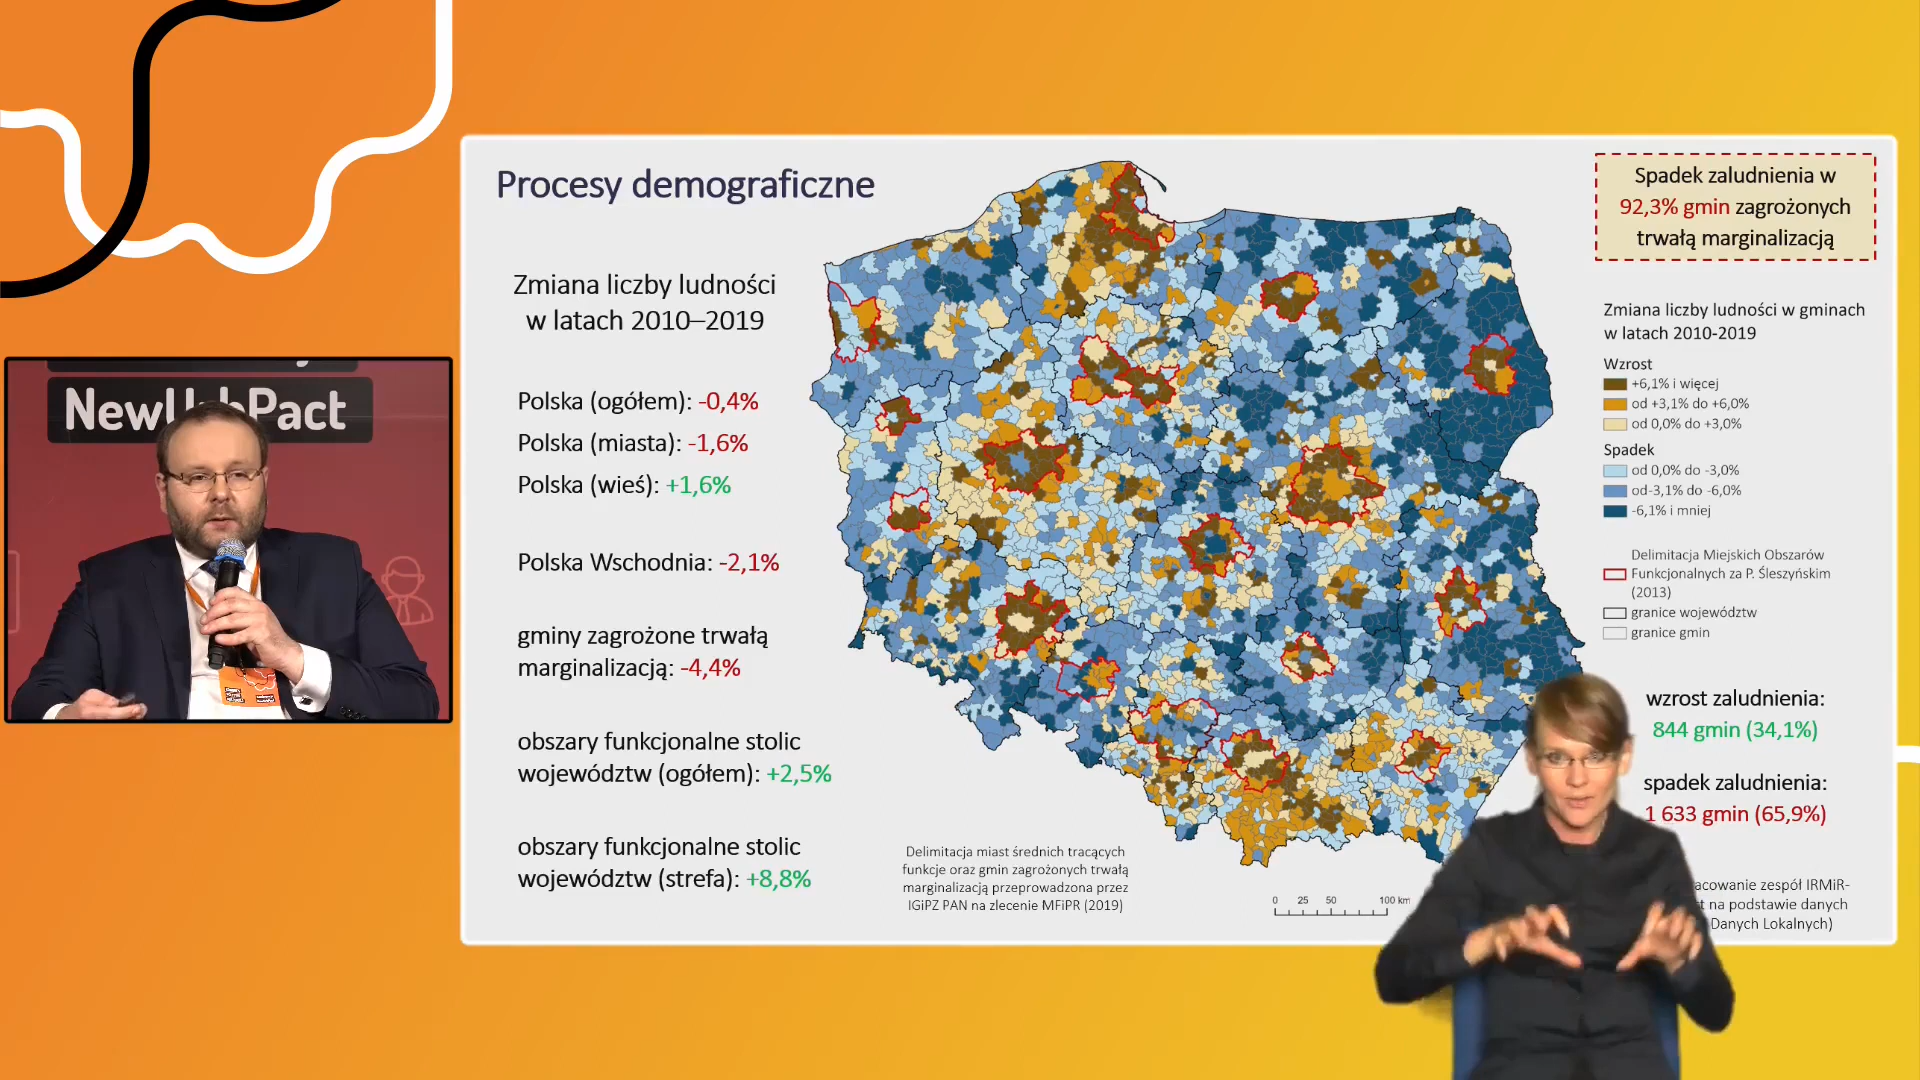 Procesy demograficzne
Zmiana liczby ludności
w latach 2010–2019
Polska (ogółem): -0,4%
Polska (miasta): -1,6%
Polska (wieś): +1,6%
Polska Wschodnia: -2,1%
gminy zagrożone trwałą
marginalizacją: -4,4%
obszary funkcjonalne stolic
województw (ogółem): +2,5%
obszary funkcjonalne stolic
województw (strefa): +8,8%
Delimitacja miast średnich tracących
funkcje oraz gmin zagrożonych trwałą
marginalizacją przeprowadzona przez
IGiPZ PAN na zlecenie MFiPR (2019)
0 25 50 100 km
Spadek zaludnienia w
92,3% gmin zagrożonych
trwałą marginalizacją
Zmiana liczby ludności w gminach
w latach 2010-2019
Wzrost
+6,1% i więcej
od +3,1% do +6,0%
od 0,0% do +3,0%
Spadek
od 0,0% do -3,0%
od-3,1% do -6,0%
-6,1% i mniej
Delimitacja Miejskich Obszarów
Funkcjonalnych za P. Śleszyńskim
(2013)
granice województw
granice gmin
wzrost zaludnienia:
844 gmin (34,1%)
spadek zaludnienia:
1 633 gmin (65,9%)
zespół IRMiR-
na podstawie danych
Danych Lokalnych)